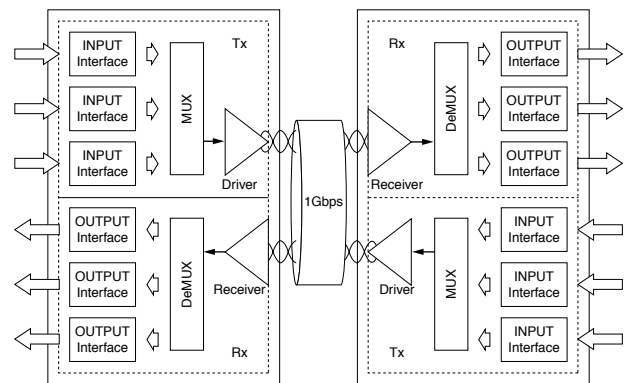 INPUT
Interface
INPUT
Interface
INPUT
Interface
MUX
Tx
Driver
OUTPUT
Interface
OUTPUT
Interface
OUTPUT
Interface
DeMUX
Receiver
Rx
1Gbps
Rx
Receiver
DeMUX
OUTPUT
Interface
OUTPUT
Interface
OUTPUT
Interface
Driver
Tx
MUX
INPUT
Interface
INPUT
Interface
INPUT
Interface